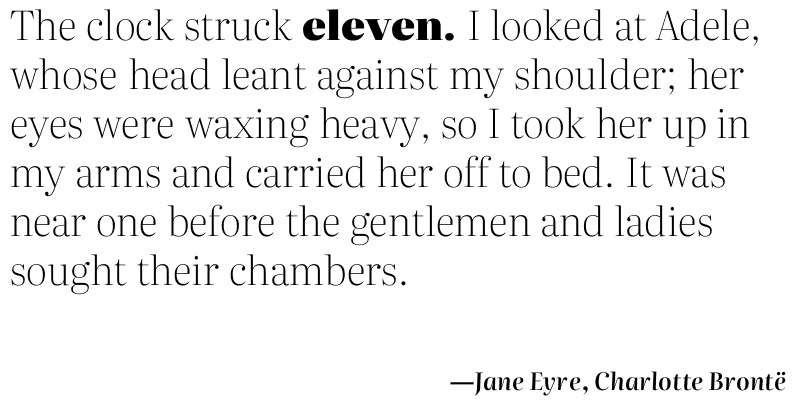 The clock struck eleven. I looked at Adele,
whose head leant against my shoulder; her
eyes were waxing heavy, so I took her up in
my arms and carried her off to bed. It was
near one before the gentlemen and ladies
sought their chambers.
—Jane Eyre, Charlotte Brontë